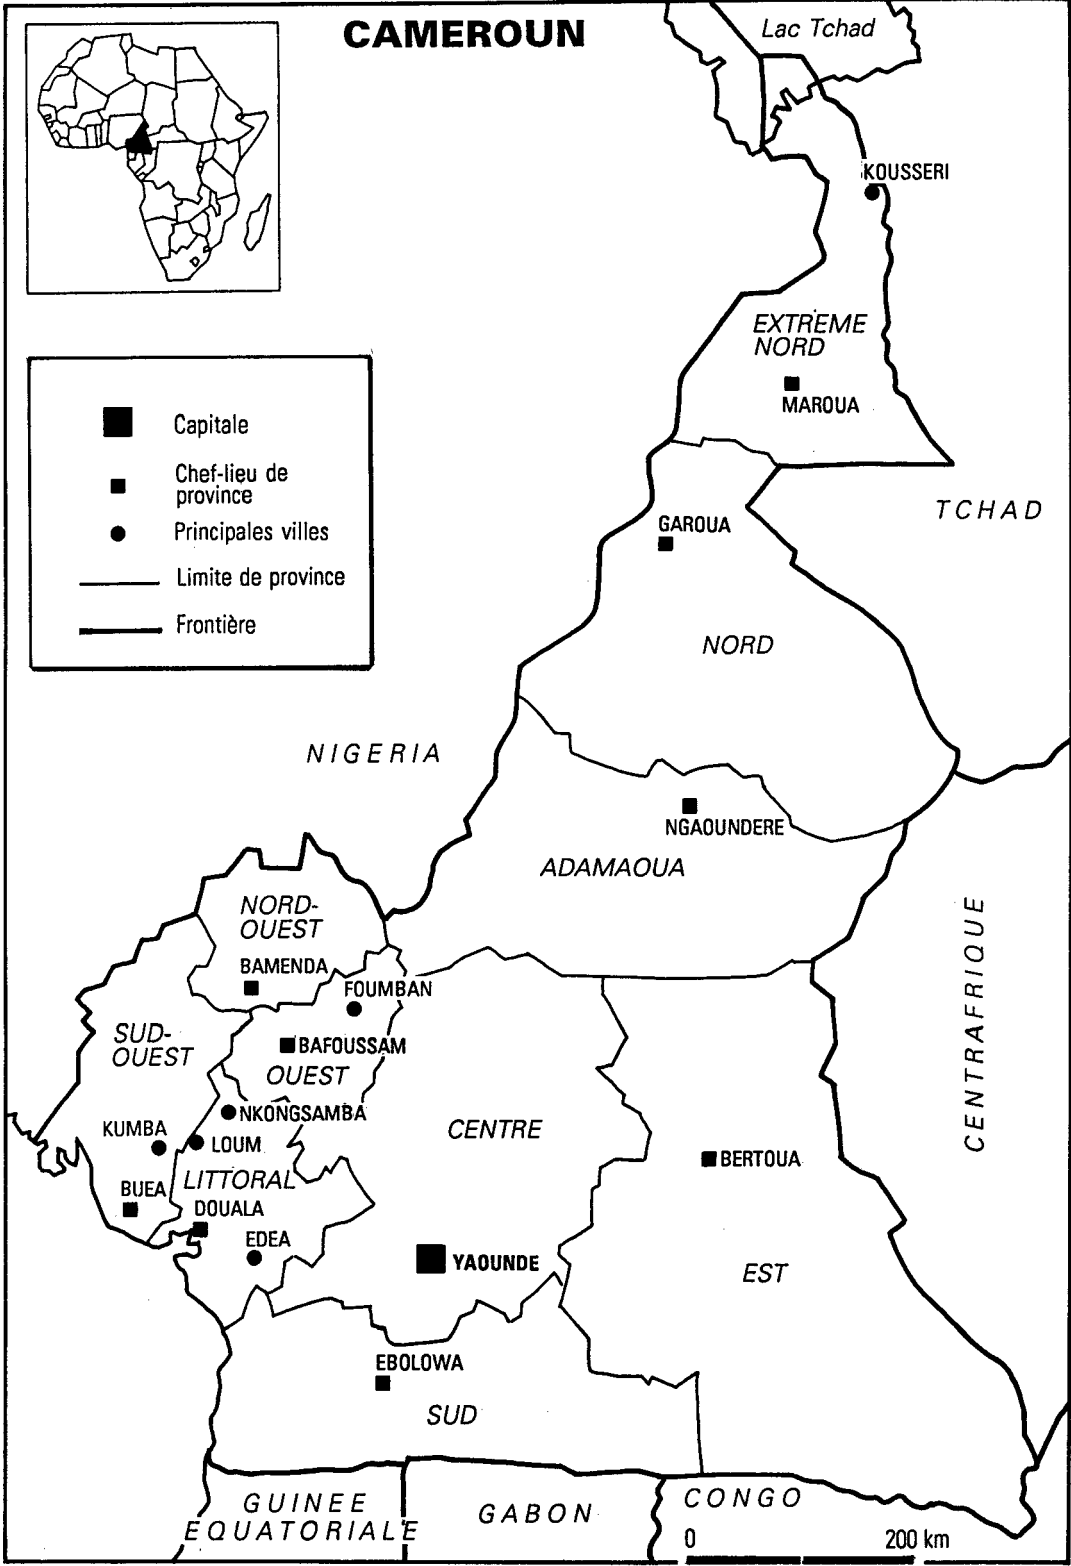 CAMEROUN
Lac Tchad
KOUSSERI
EXTREME
NORD
MAROUA
Capitale
Chef-lieu de
province
Principales villes
Limite de province
Frontière
TCHAD
GAROUA
NORD
NIGERIA
NGAOUNDERE
ADAMAOUA
NORD-
OUEST
BAMENDA
FOUMBAN
SUD-
OUEST
BAFOUSSAM
OUEST
CENTRAFRIQUE
NKONGSAMBA
KUMBA
LOUM
CENTRE
BERTOUA
LITTORAL
BUEA
DOUALA
EDEA
YAOUNDE
EST
EBOLOWA
SUD
GUINEE
EQUATORIALE
GABON
CONGO
0 200 km